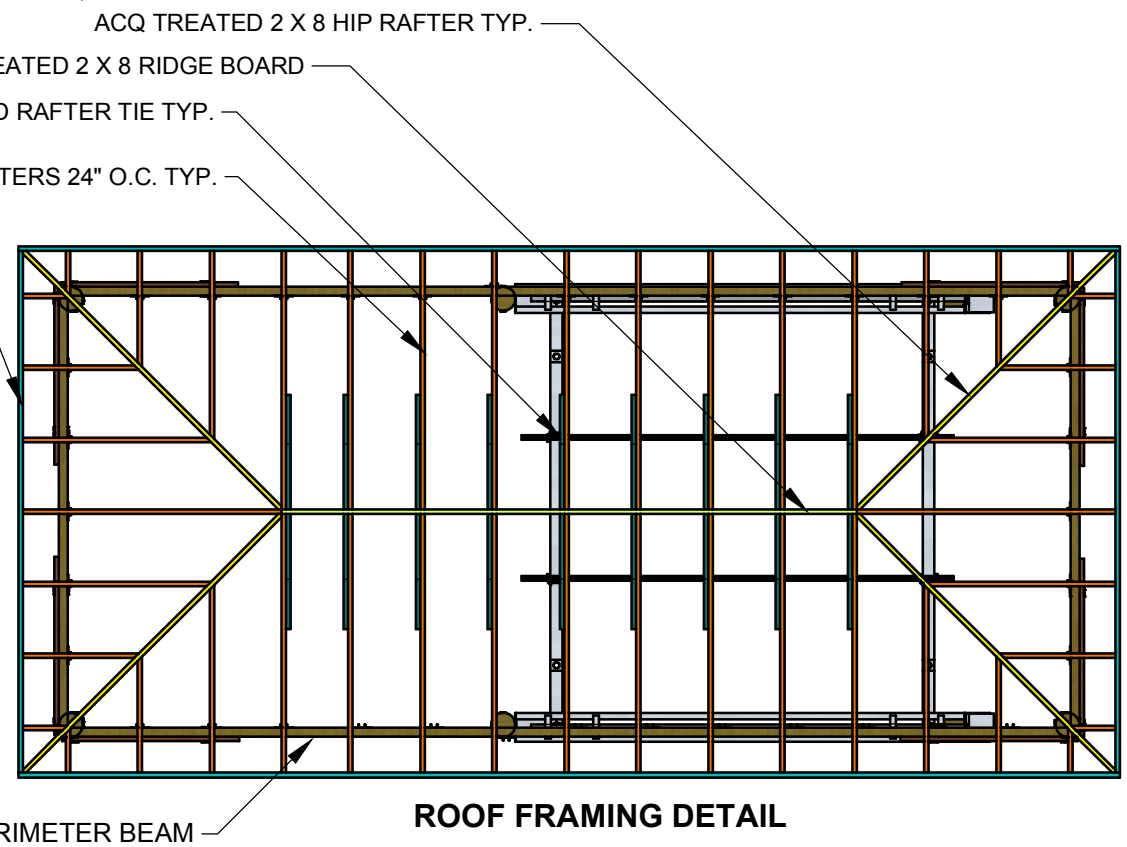 ACQ TREATED 2 X 8 HIP RAFTER TYP.
EATED 2 X 8 RIDGE BOARD
D RAFTER TIE TYP.
TERS 24" O.C. TYP.
ROOF FRAMING DETAIL
RIMETER BEAM